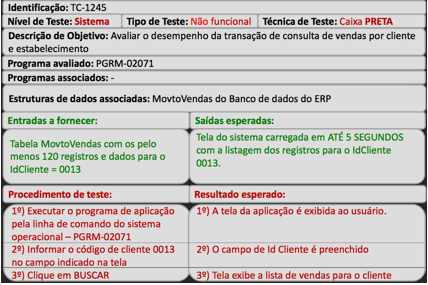 Identificação: TC-1245
Nível de Teste: Sistema Tipo de Teste: Não funcional Técnica de Teste: Caixa PRETA
Descrição de Objetivo: Avaliar o desempenho da transação de consulta de vendas por cliente
e estabelecimento
Programa avaliado: PGRM-02071
Programas associados: -
Estruturas de dados associadas: MovtoVendas do Banco de dados do ERP
Entradas a fornecer:
Tabela MovtoVendas com os pelo
menos 120 registros e dados para o
IdCliente = 0013
Saídas esperadas:
Tela do sistema carregada em ATÉ 5 SEGUNDOS
com a listagem dos registros para o IdCliente
0013.
Procedimento de teste:
1º) Executar o programa de aplicação
pela linha de comando do sistema
operacional – PGRM-02071
2º) Informar o código de cliente 0013
no campo indicado na tela
3º) Clique em BUSCAR
Resultado esperado:
1º) A tela da aplicação é exibida ao usuário.
2º) O campo de Id Cliente é preenchido
3º) Tela exibe a lista de vendas para o cliente